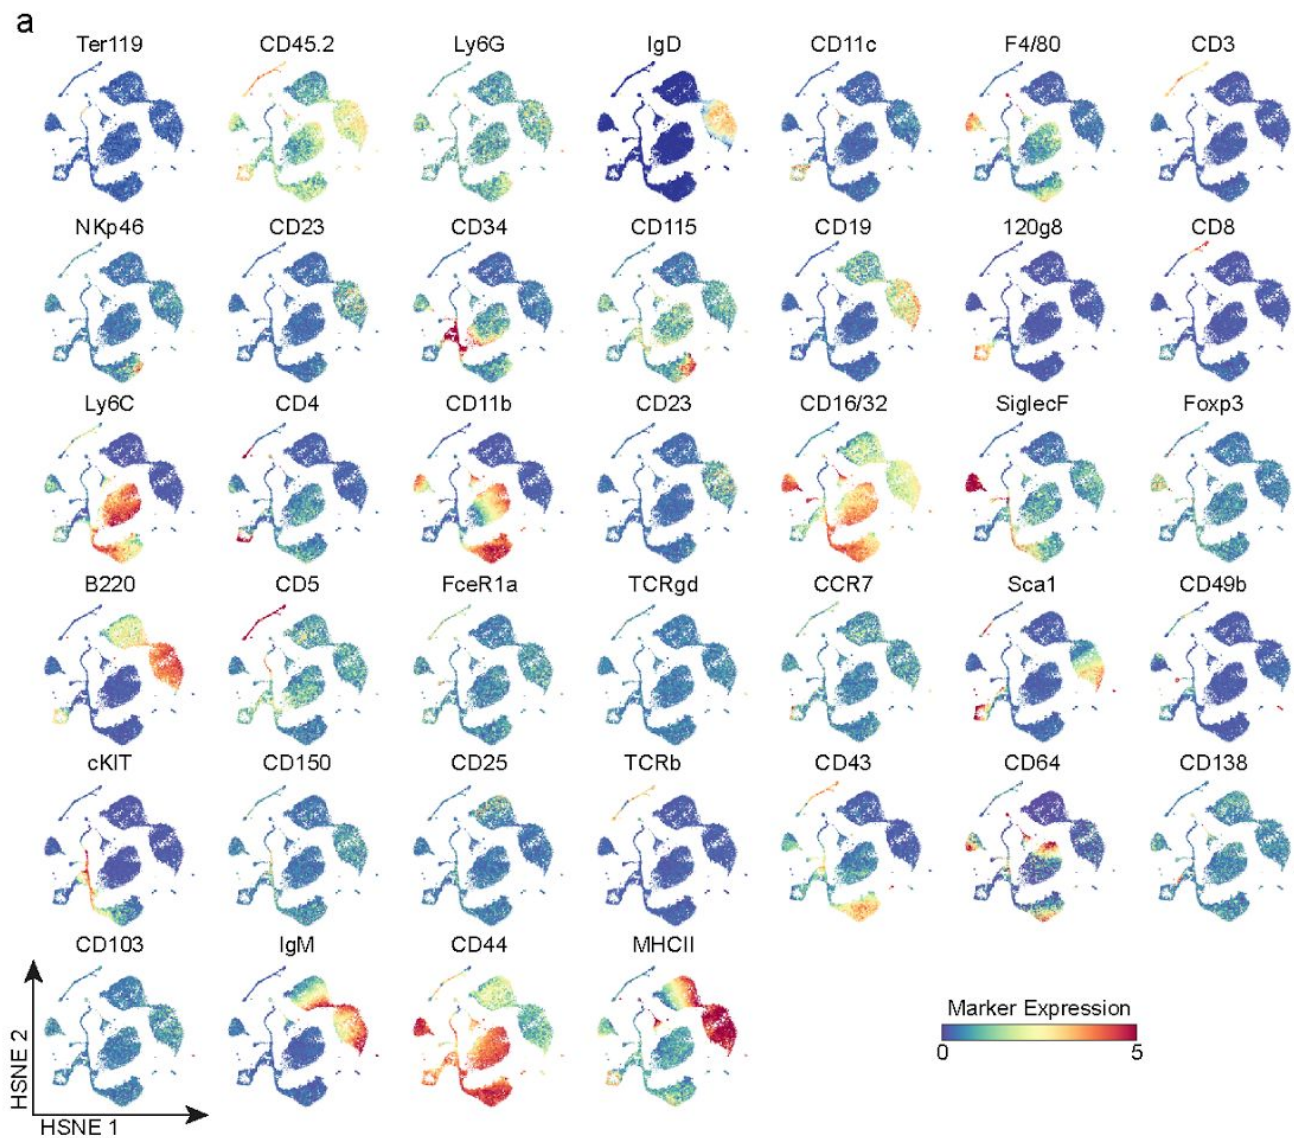 a
Ter119 CD45.2 Ly6G IgD CD11c F4/80 CD3
NKp46 CD23 CD34 CD115 CD19 120g8 CD8
Ly6C CD4 CD11b CD23 CD16/32 SiglecF Foxp3
B220 CD5 FceR1a TCRgd CCR7 Sca1 CD49b
cKIT CD150 CD25 TCRb CD43 CD64 CD138
CD103 IgM CD44 MHCII
Marker Expression
0 5
HSNE 2
HSNE 1